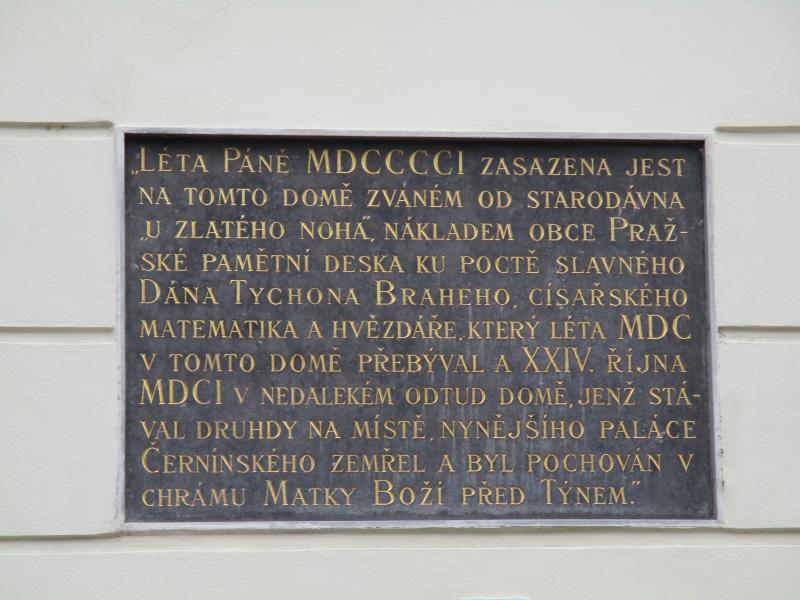 „Léta Páně MDCCCCI zasazena jest
na tomto domě zvaném od starodávna
„u zlatého noha”, nákladem obce Praž-
ské pamětní deska ku poctě slavného
Dána Tychona Braheho, císařského
matematika a hvězdáře, který léta MDC
v tomto domě přebýval a XXIV. října
MDCI v nedalekém odtud domě, jenž stá-
val druhdy na místě, nynějšího paláce
Černínského zemřel a byl pochován v
chrámu Matky Boží před Týnem.”